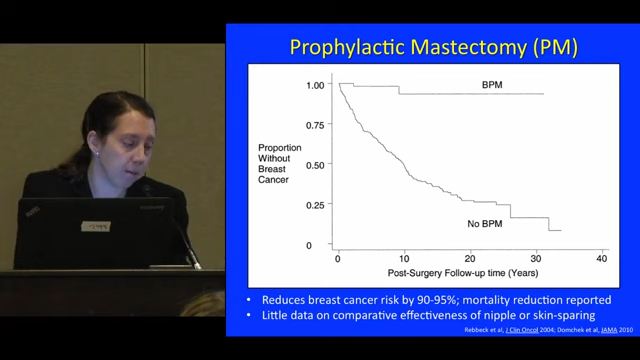 Prophylactic Mastectomy (PM)
1.00
0.75
0.50
0.25
0
Proportion
Without
Breast
Cancer
BPM
No BPM
0 10 20 30 40
Post-Surgery Follow-up time (Years)
• Reduces breast cancer risk by 90-95%; mortality reduction reported
• Little data on comparative effectiveness of nipple or skin-sparing
Rebbeck et al, J Clin Oncol 2004; Domchek et al, JAMA 2010